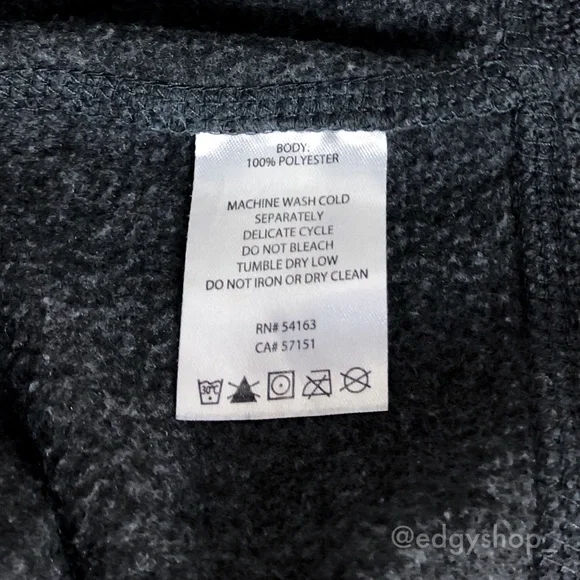 BODY:
100% POLYESTER
MACHINE WASH COLD
SEPARATELY
DELICATE CYCLE
DO NOT BLEACH
TUMBLE DRY LOW
DO NOT IRON OR DRY CLEAN
RN# 54163
CA# 57151
30°C
@edgyshop